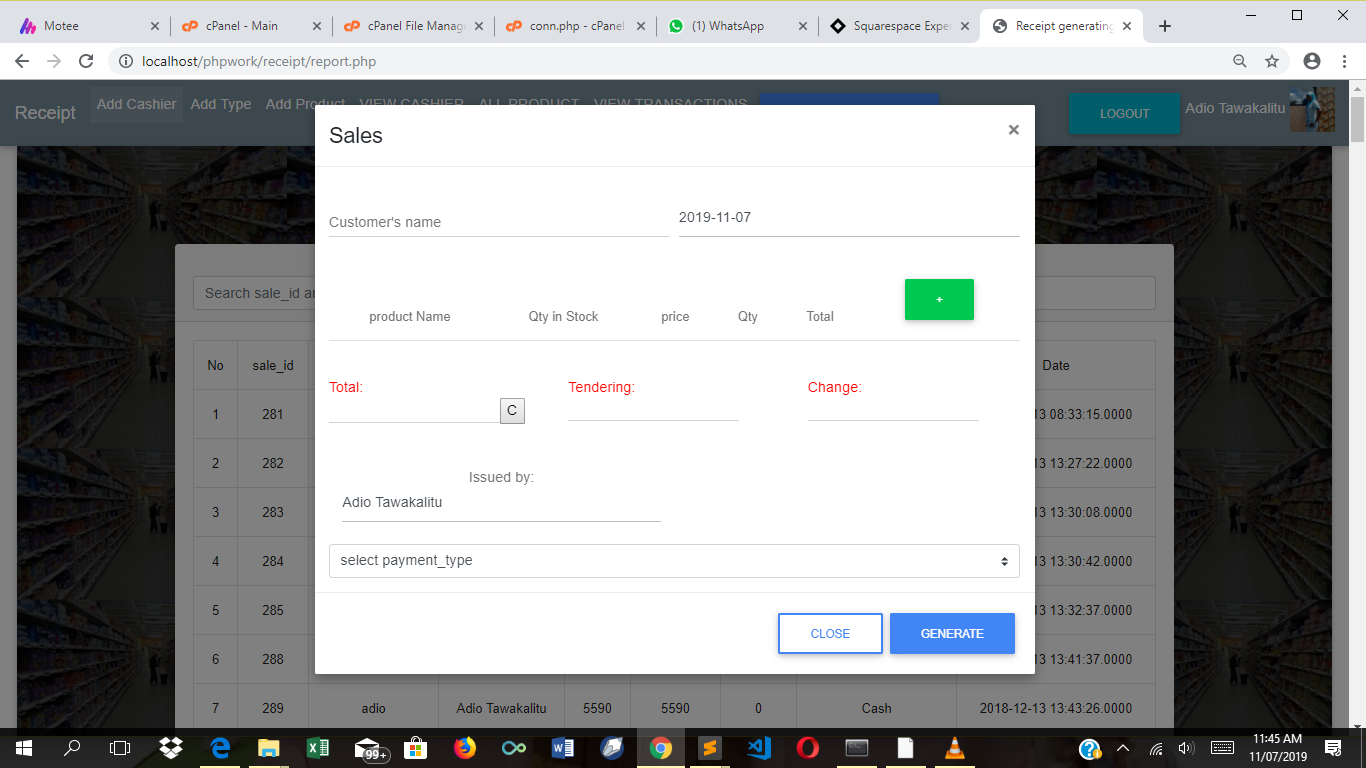 Motee
cPanel - Main
cPanel File Manag
conn.php - cPanel
(1) WhatsApp
Squarespace Exper
Receipt generating
localhost/phpwork/receipt/report.php
Receipt
Add Cashier
Add Type
Add Product
VIEW CASHIER
ALL PRODUCT
VIEW TRANSACTIONS
LOGOUT
Adio Tawakalitu
Sales
×
Customer's name
2019-11-07
Search sale_id
product Name
Qty in Stock
price
Qty
Total
+
No
sale_id
Date
Total:
Tendering:
Change:
C
1 281 13 08:33:15.0000
2 282 13 13:27:22.0000
3 283 13 13:30:08.0000
4 284 13 13:30:42.0000
5 285 13 13:32:37.0000
6 288 13 13:41:37.0000
7 289 adio Adio Tawakalitu 5590 5590 0 Cash 2018-12-13 13:43:26.0000
Issued by:
Adio Tawakalitu
select payment_type
CLOSE
GENERATE
99+
11:45 AM
11/07/2019